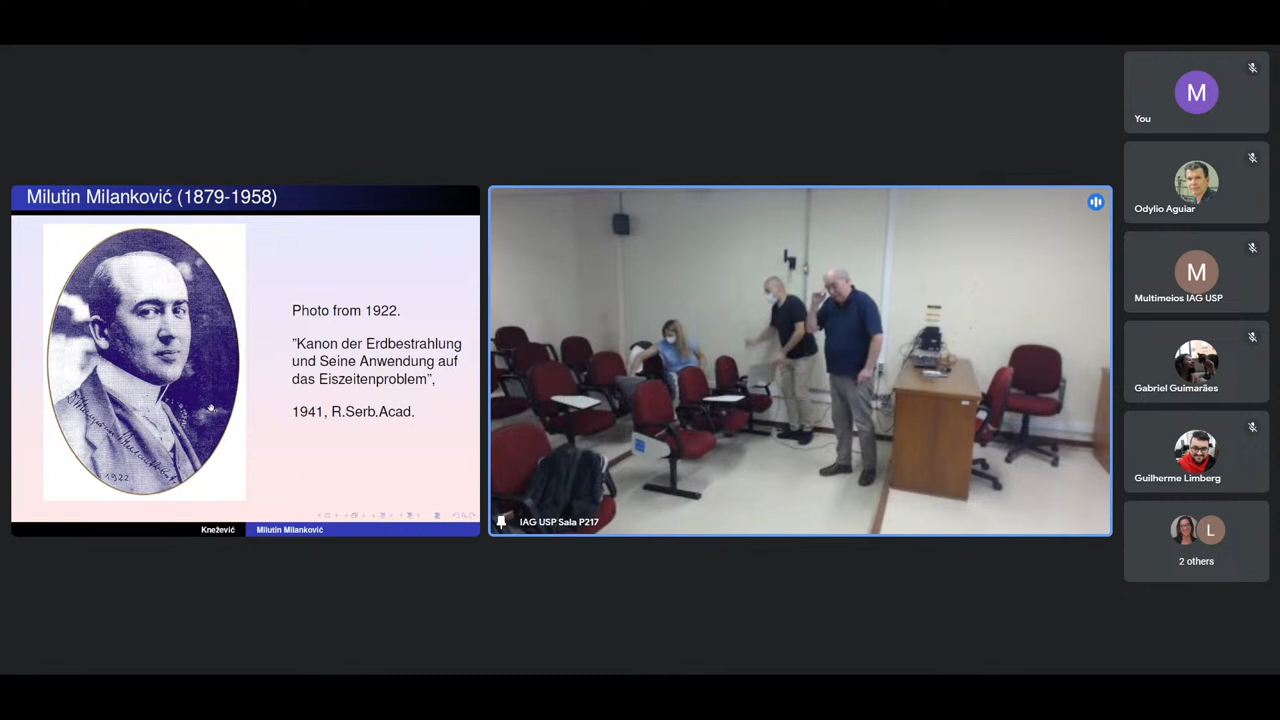 Milutin Milanković (1879-1958)
Photo from 1922.
"Kanon der Erdbestrahlung
und Seine Anwendung auf
das Eiszeitenproblem",
1941, R.Serb.Acad.
1922
Knežević
Milutin Milanković
IAG USP Sala P217
M
You
Odylio Aguiar
M
Multimeios IAG USP
Gabriel Guimarães
Guilherme Limberg
L
2 others